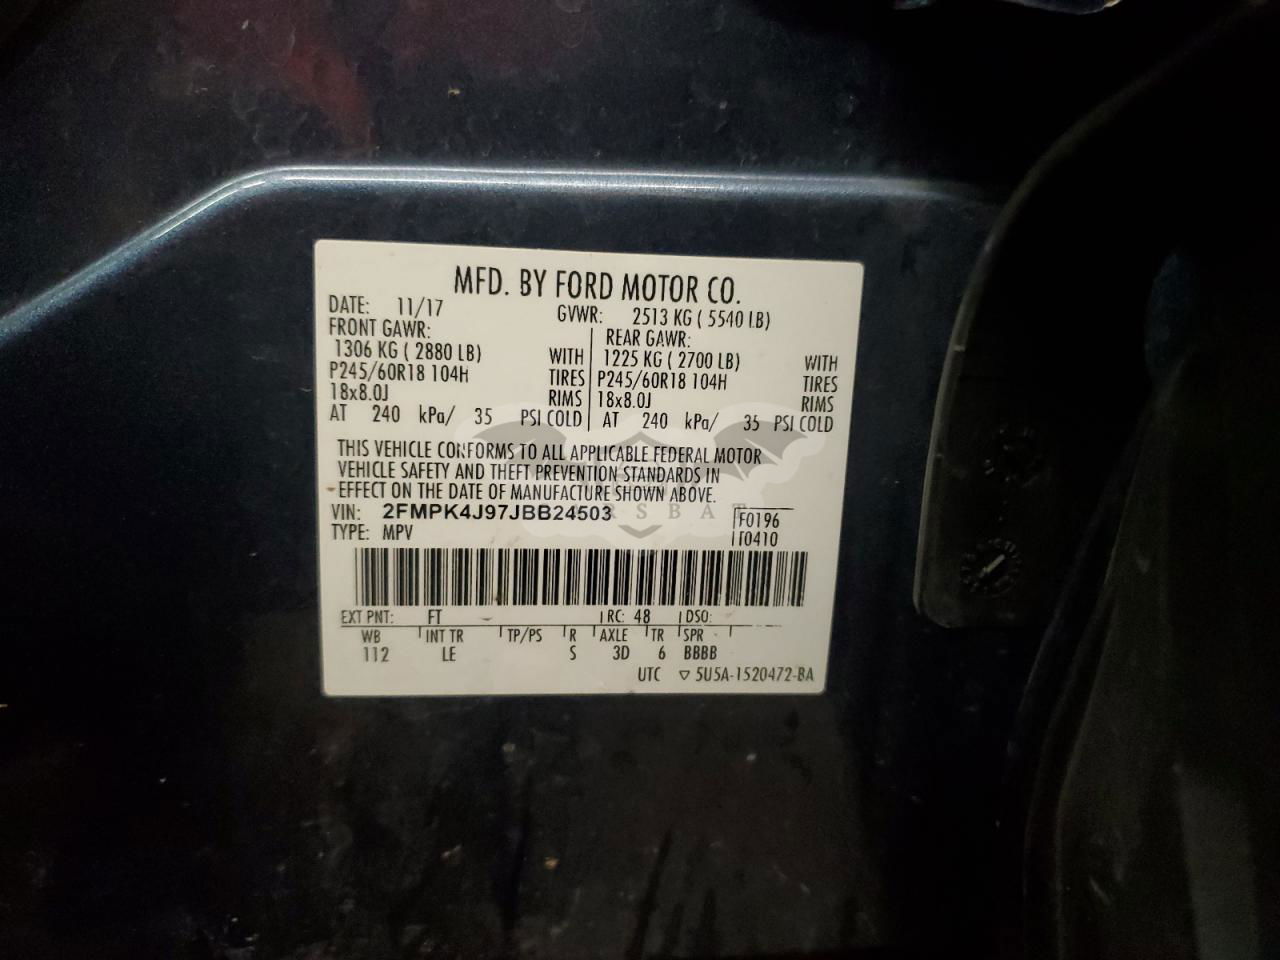 MFD. BY FORD MOTOR CO.
DATE: 11/17 GVWR: 2513 KG ( 5540 LB)
FRONT GAWR: REAR GAWR:
1306 KG ( 2880 LB) WITH 1225 KG ( 2700 LB) WITH
P245/60R18 104H TIRES P245/60R18 104H TIRES
18x8.0J RIMS 18x8.0J RIMS
AT 240 kPa/ 35 PSI COLD AT 240 kPa/ 35 PSI COLD
THIS VEHICLE CONFORMS TO ALL APPLICABLE FEDERAL MOTOR
VEHICLE SAFETY AND THEFT PREVENTION STANDARDS IN
EFFECT ON THE DATE OF MANUFACTURE SHOWN ABOVE.
VIN: 2FMPK4J97JBB24503 F0196
TYPE: MPV T0410
EXT PNT: FT RC: 48 DSO:
WB INT TR TP/PS R AXLE TR SPR
112 LE S 3D 6 BBBB
UTC ▽ 5U5A-1520472-BA